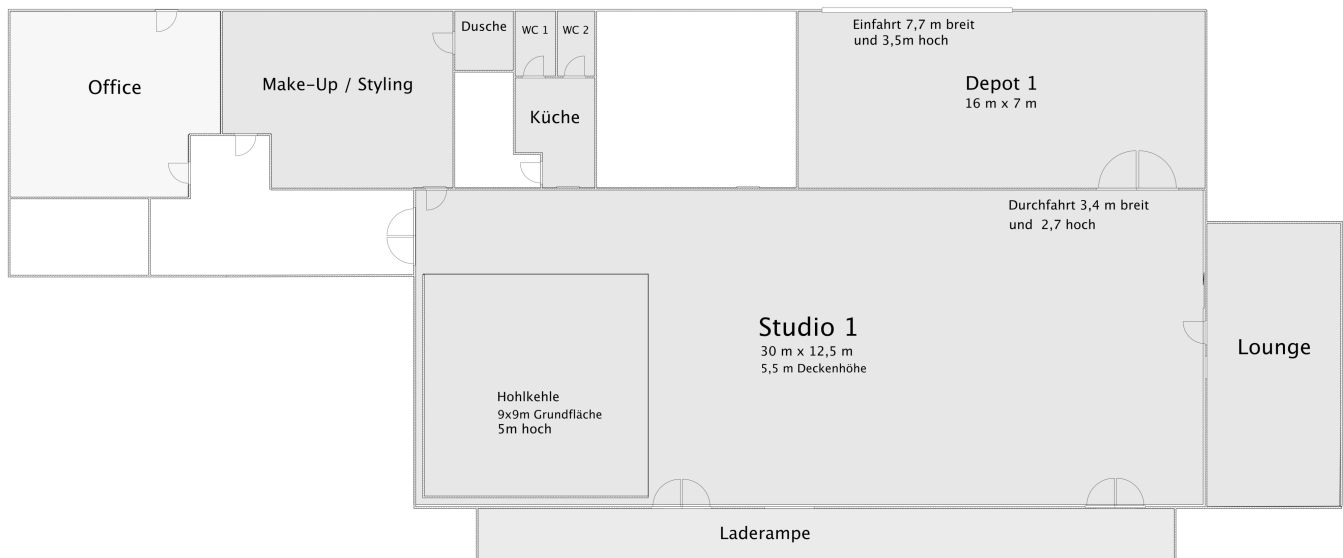 Office
Make-Up / Styling
Dusche
WC 1
WC 2
Küche
Einfahrt 7,7 m breit
und 3,5m hoch
Depot 1
16 m x 7 m
Durchfahrt 3,4 m breit
und 2,7 hoch
Studio 1
30 m x 12,5 m
5,5 m Deckenhöhe
Hohlkehle
9x9m Grundfläche
5m hoch
Lounge
Laderampe